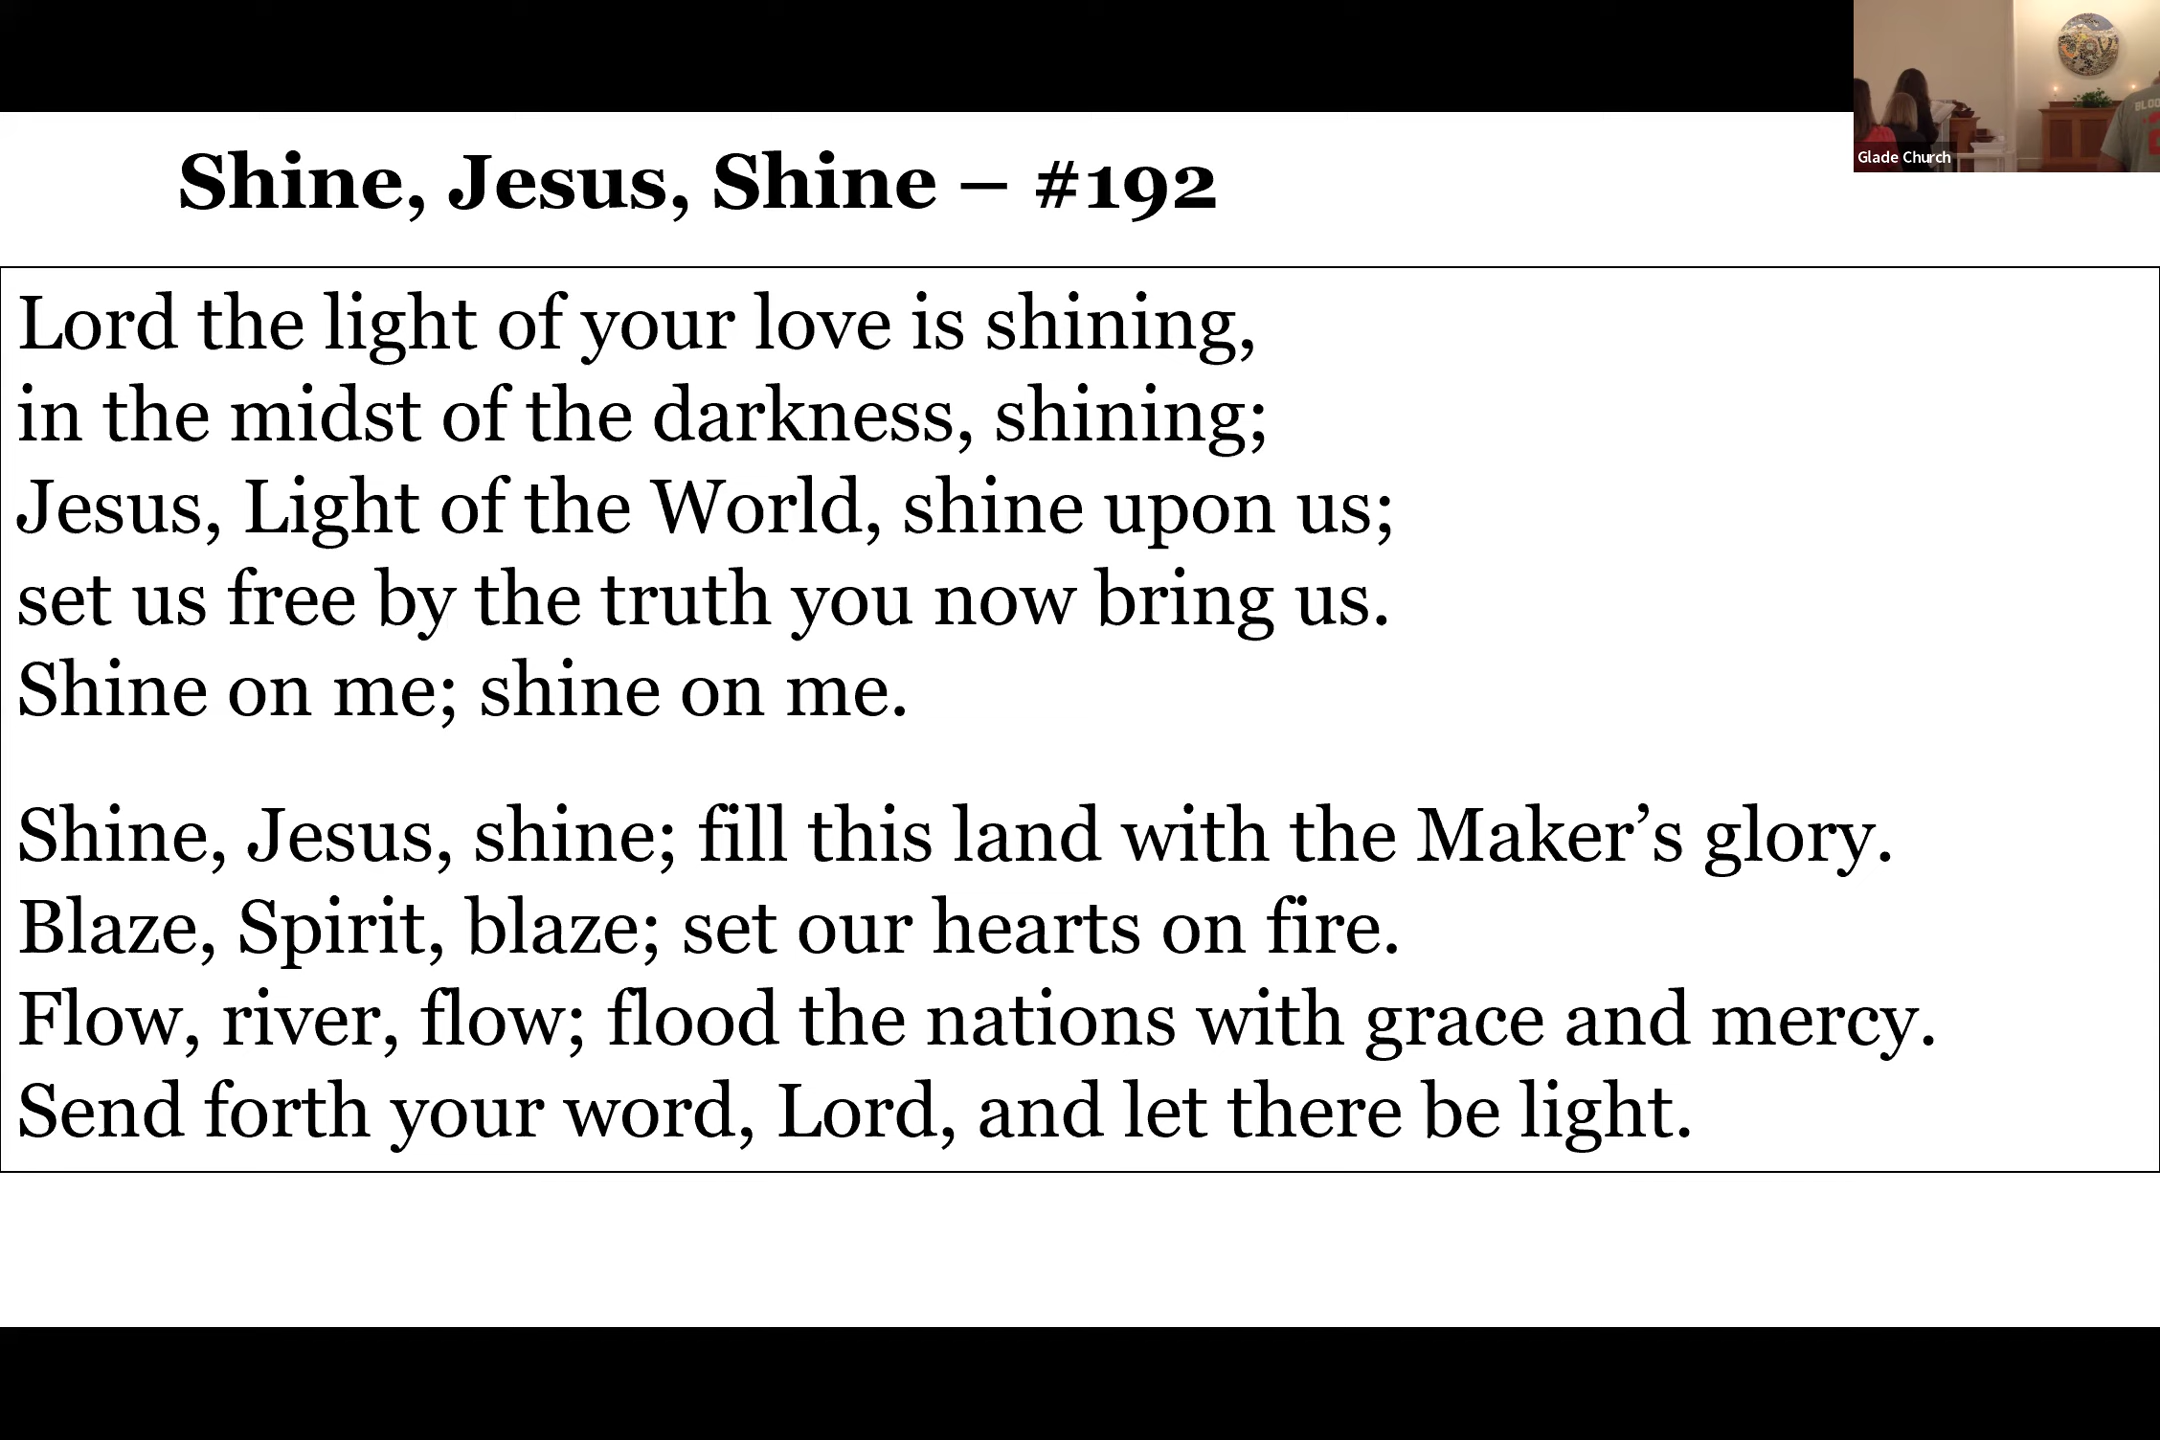 Glade Church
Shine, Jesus, Shine – #192
Lord the light of your love is shining,
in the midst of the darkness, shining;
Jesus, Light of the World, shine upon us;
set us free by the truth you now bring us.
Shine on me; shine on me.
Shine, Jesus, shine; fill this land with the Maker’s glory.
Blaze, Spirit, blaze; set our hearts on fire.
Flow, river, flow; flood the nations with grace and mercy.
Send forth your word, Lord, and let there be light.